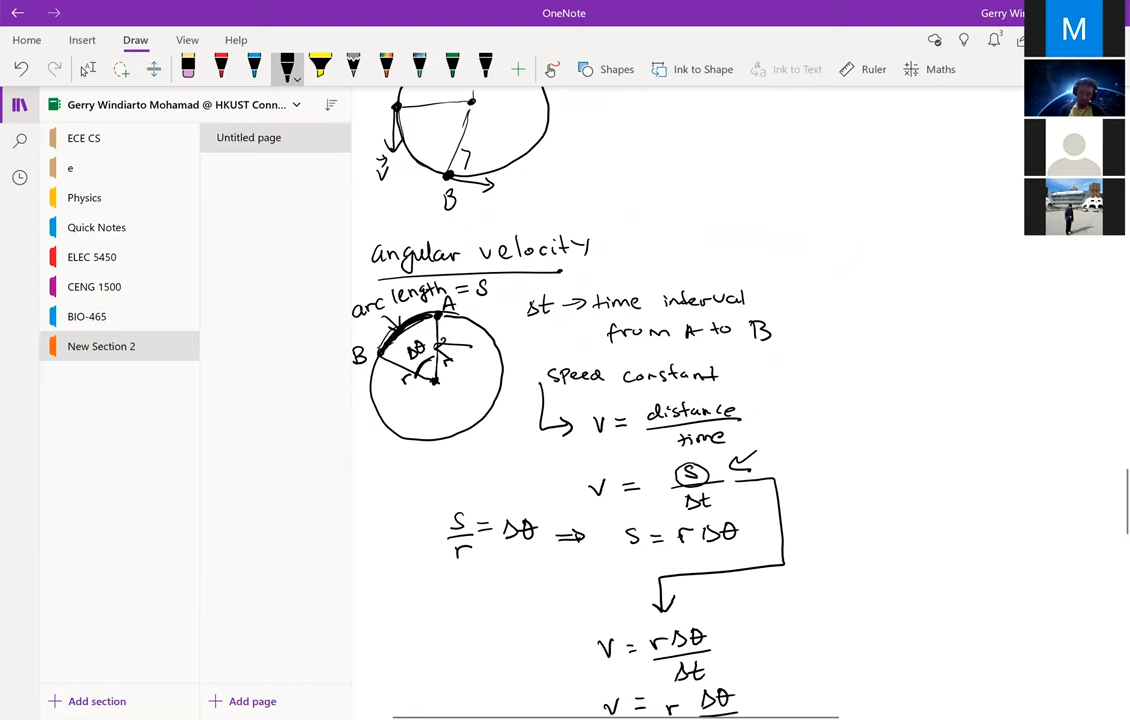 OneNote
Gerry Win
M
Home Insert Draw View Help
Shapes Ink to Shape Ink to Text Ruler Maths
Gerry Windiarto Mohamad @ HKUST Conn...
ECE CS
e
Physics
Quick Notes
ELEC 5450
CENG 1500
BIO-465
New Section 2
Add section
Untitled page
Add page
v⃗
B
angular velocity
arc length = s
A
B
Δθ
r
r
Δt → time interval
from A to B
speed constant
v = distance/time
v = s/Δt
s/r = Δθ ⇒ s = r Δθ
v = rΔθ/Δt
v = r Δθ